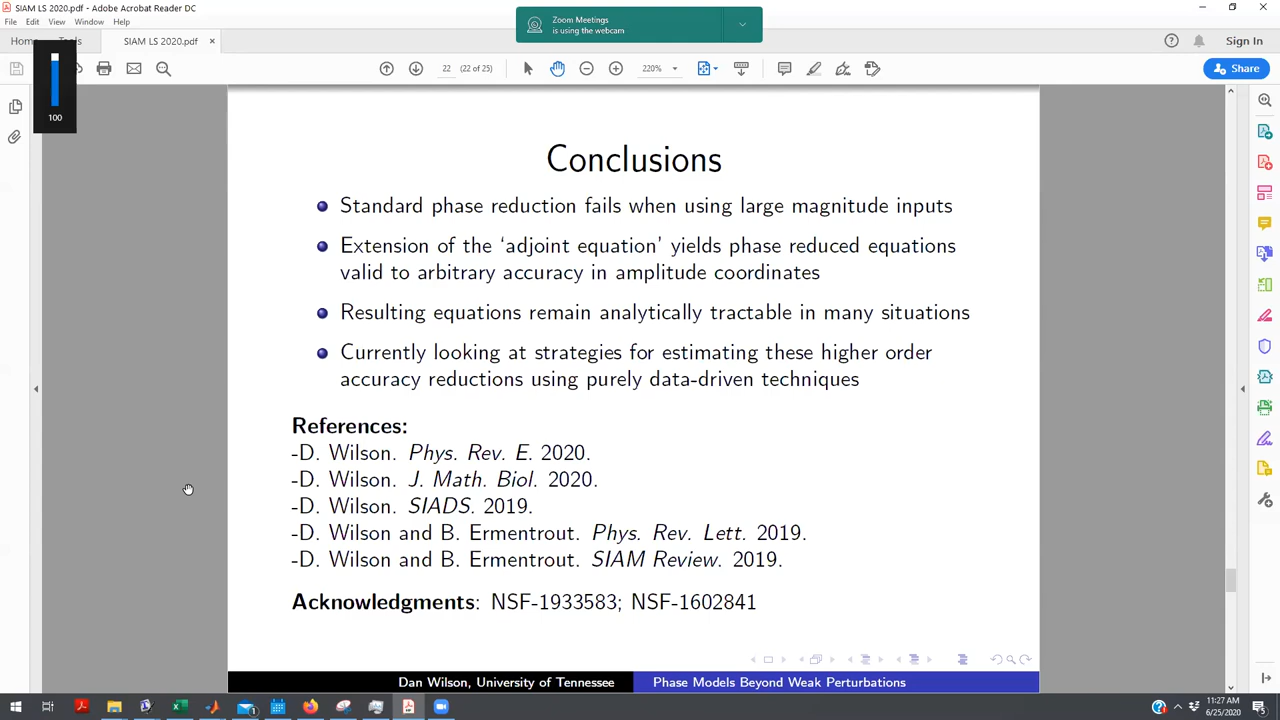 SIAM LS 2020.pdf - Adobe Acrobat Reader DC
File Edit View Window Help
Zoom Meetings
is using the webcam
Home Tools SIAM LS 2020.pdf × Sign In
22 (22 of 25) 220% Share
100
Conclusions
Standard phase reduction fails when using large magnitude inputs
Extension of the ‘adjoint equation’ yields phase reduced equations
valid to arbitrary accuracy in amplitude coordinates
Resulting equations remain analytically tractable in many situations
Currently looking at strategies for estimating these higher order
accuracy reductions using purely data-driven techniques
References:
-D. Wilson. Phys. Rev. E. 2020.
-D. Wilson. J. Math. Biol. 2020.
-D. Wilson. SIADS. 2019.
-D. Wilson and B. Ermentrout. Phys. Rev. Lett. 2019.
-D. Wilson and B. Ermentrout. SIAM Review. 2019.
Acknowledgments: NSF-1933583; NSF-1602841
Dan Wilson, University of Tennessee Phase Models Beyond Weak Perturbations
11:27 AM
6/25/2020